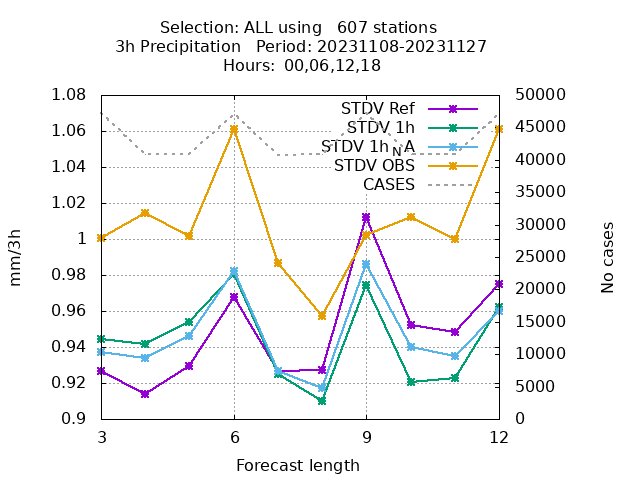 Selection: ALL using   607 stations
3h Precipitation   Period: 20231108-20231127
Hours:  00,06,12,18
1.08
1.06
1.04
1.02
1
0.98
0.96
0.94
0.92
0.9
mm/3h
STDV Ref
STDV 1h
STDV 1h N A
STDV OBS
CASES
50000
45000
40000
35000
30000
25000
20000
15000
10000
5000
0
No cases
3 6 9 12
Forecast length